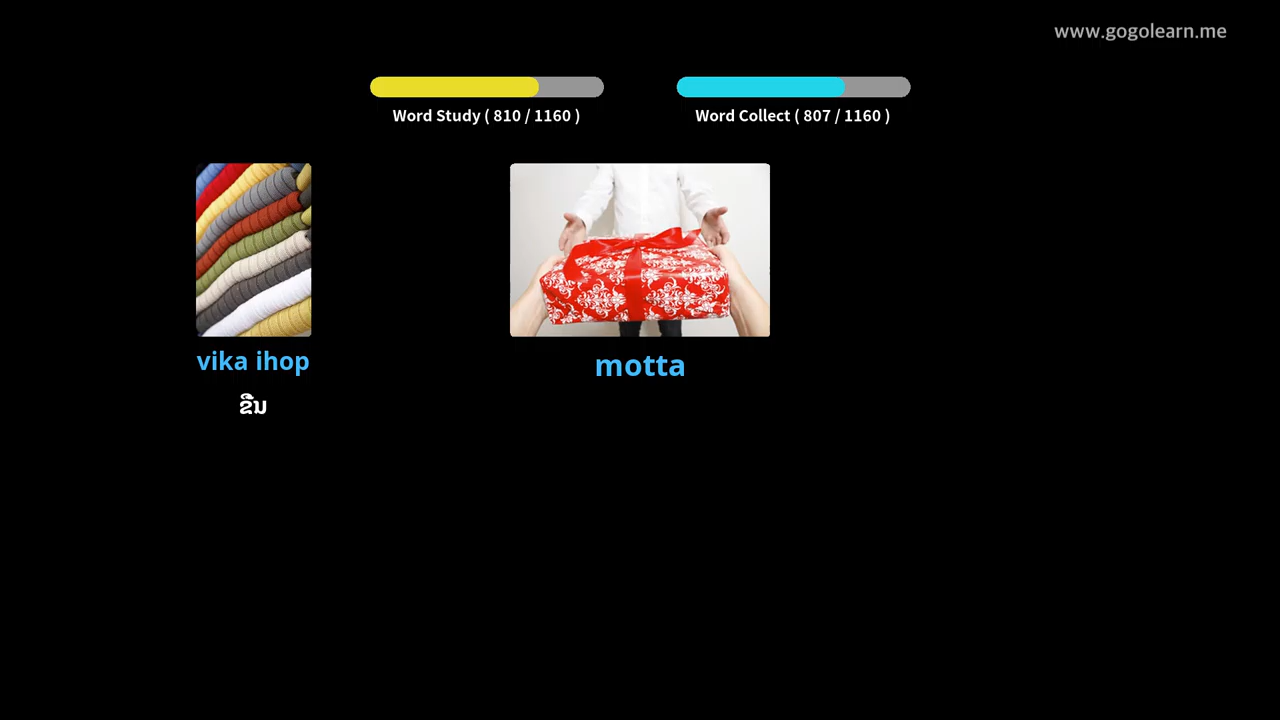 www.gogolearn.me
Word Study ( 810 / 1160 )
Word Collect ( 807 / 1160 )
vika ihop
motta
ຂຶ້ນ